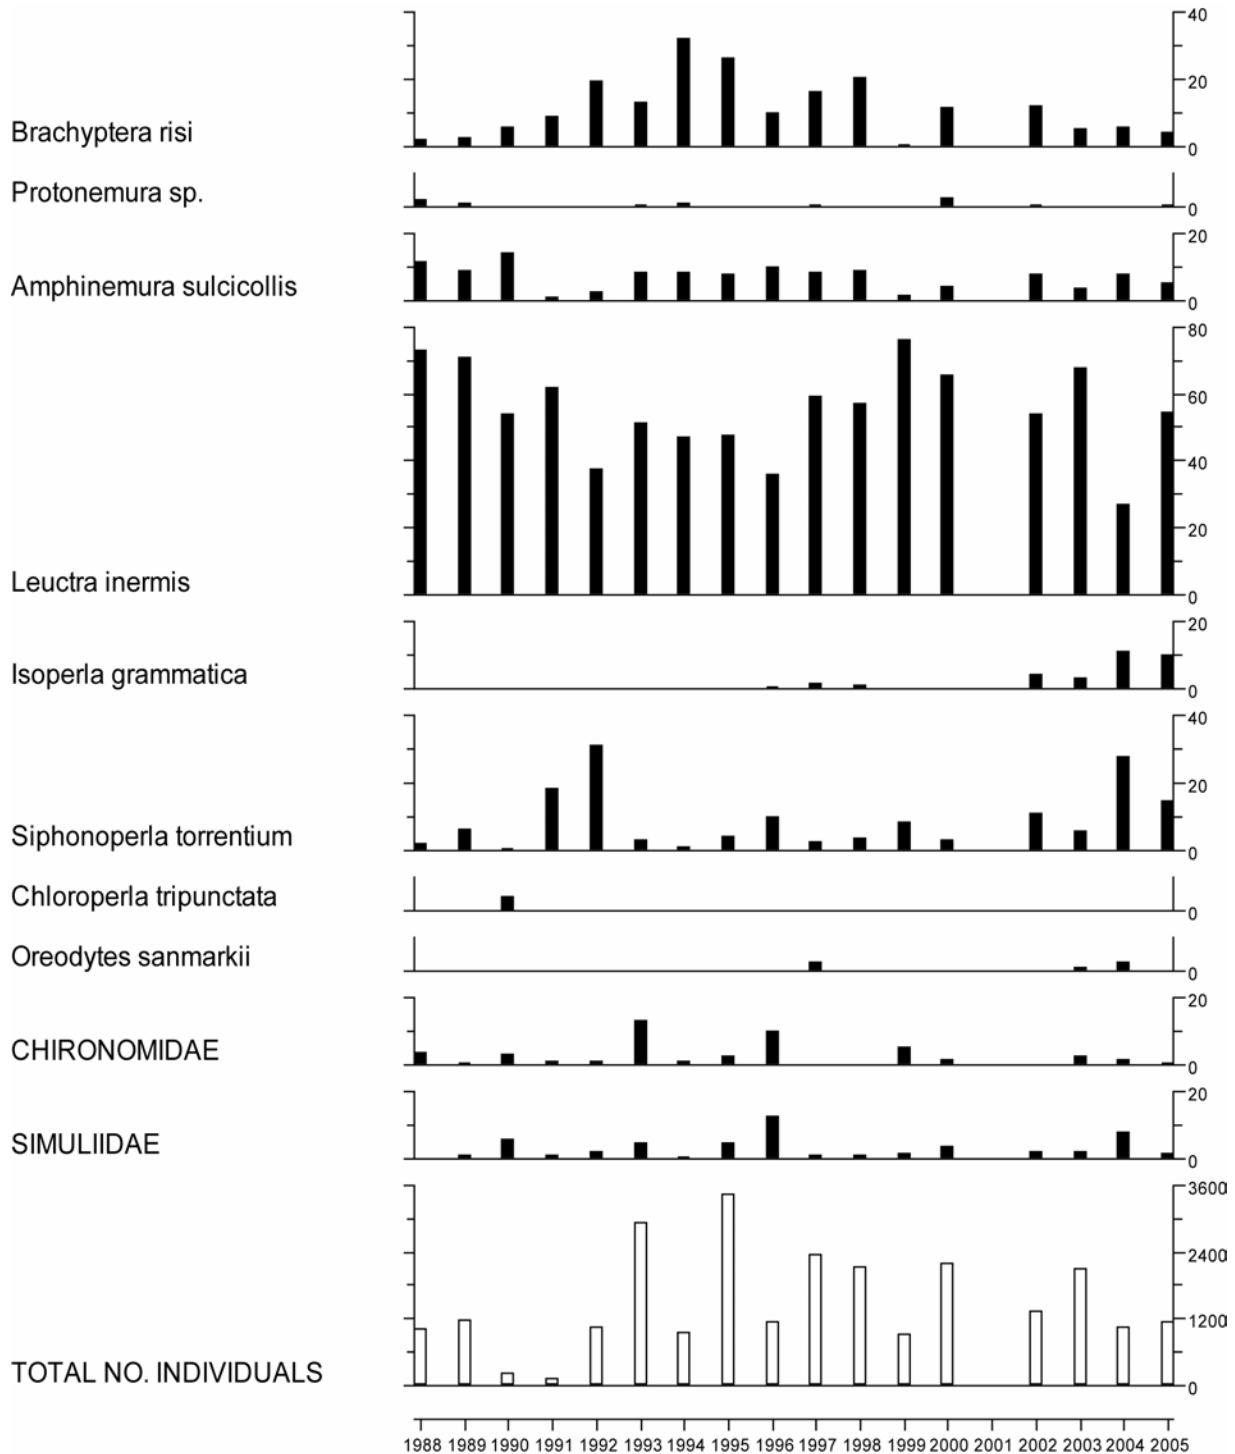 40
20
Brachyptera risi
0
Protonemura sp.
0
20
Amphinemura sulcicollis
0
80
60
40
20
Leuctra inermis
0
20
Isoperla grammatica
0
40
20
Siphonoperla torrentium
0
Chloroperla tripunctata
0
Oreodytes sanmarkii
0
20
CHIRONOMIDAE
0
20
SIMULIIDAE
0
3600
2400
1200
TOTAL NO. INDIVIDUALS
0
1988 1989 1990 1991 1992 1993 1994 1995 1996 1997 1998 1999 2000 2001 2002 2003 2004 2005